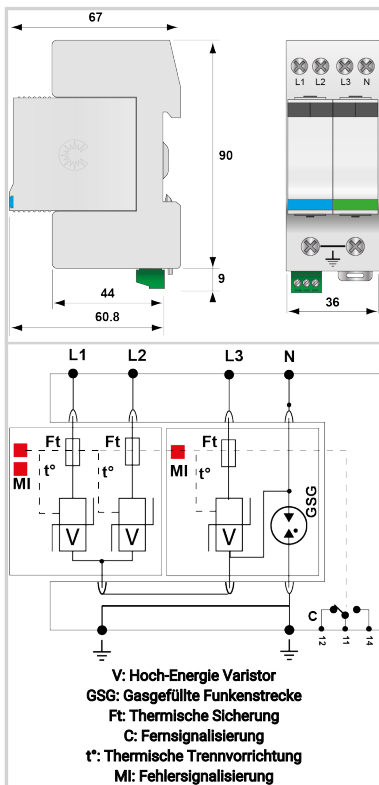 67
L1 L2 L3 N
90
9
44
60.8
36
L1 L2 L3 N
Ft Ft Ft
t° t° t°
MI MI
V V V
GSG
C
12 11 14
V: Hoch-Energie Varistor
GSG: Gasgefüllte Funkenstrecke
Ft: Thermische Sicherung
C: Fernsignalisierung
t°: Thermische Trennvorrichtung
MI: Fehlersignalisierung